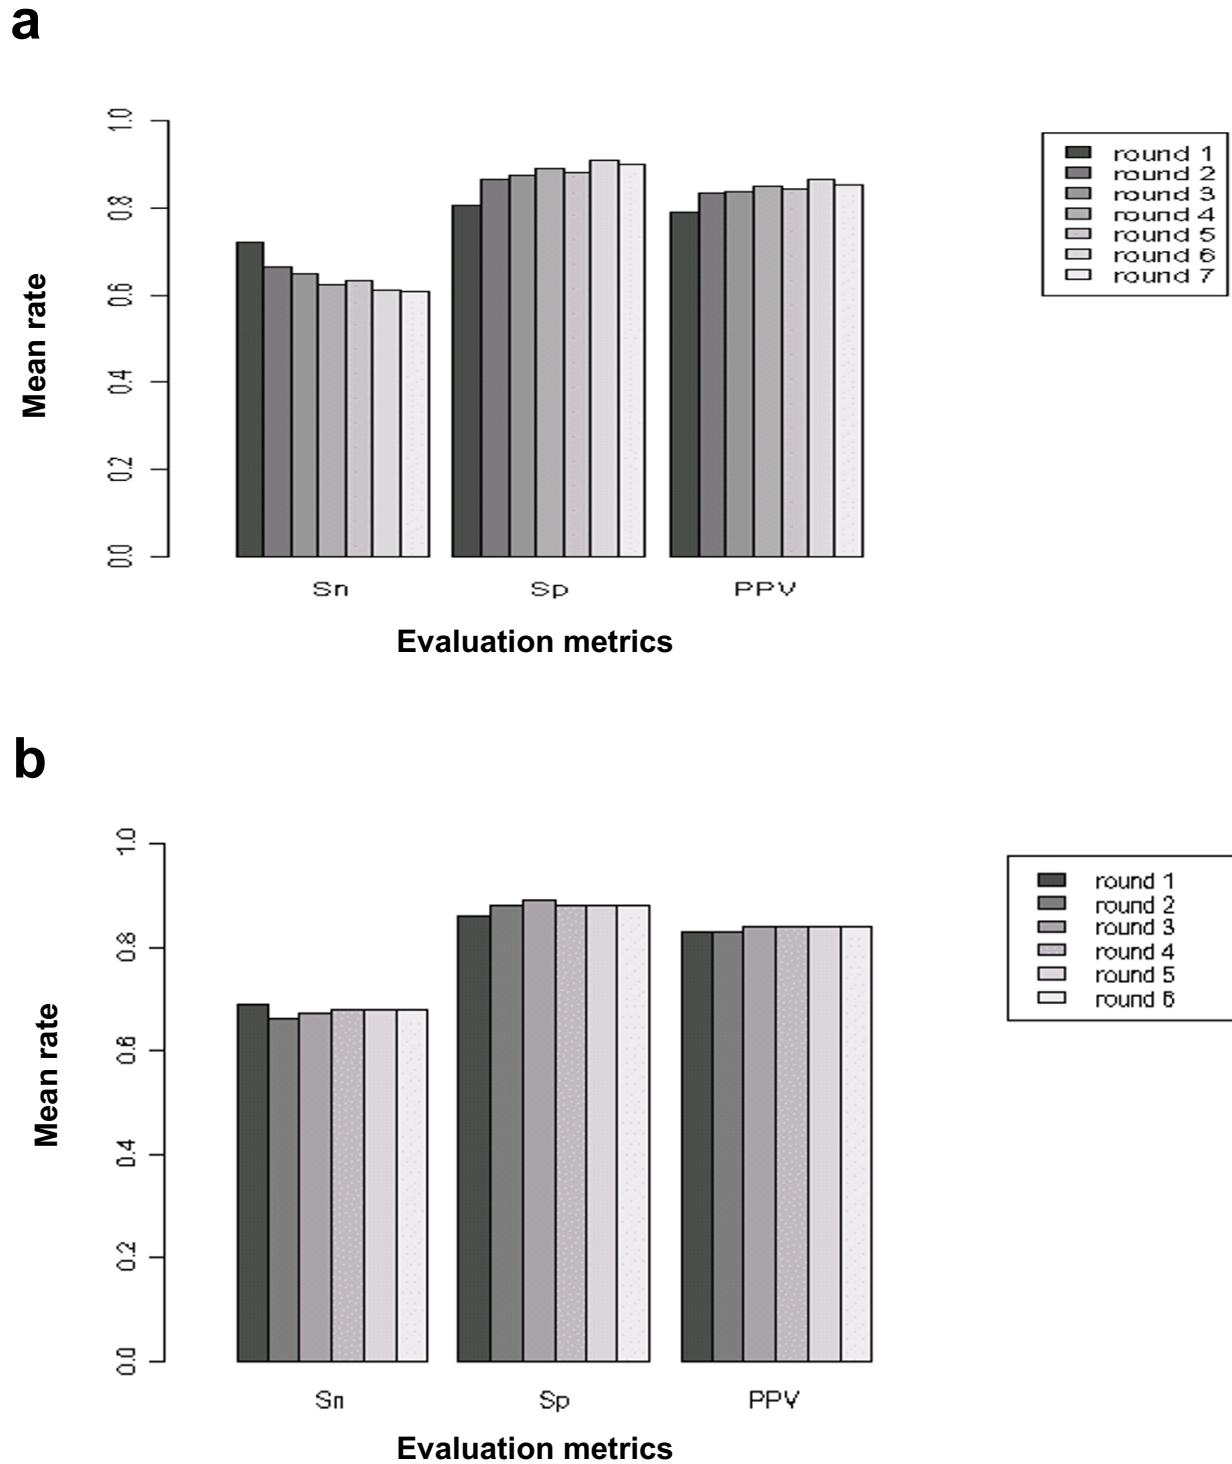 a
1.0
0.8
0.6
0.4
0.2
0.0
Mean rate
Sn Sp PPV
Evaluation metrics
round 1
round 2
round 3
round 4
round 5
round 6
round 7
b
1.0
0.8
0.6
0.4
0.2
0.0
Mean rate
Sn Sp PPV
Evaluation metrics
round 1
round 2
round 3
round 4
round 5
round 6